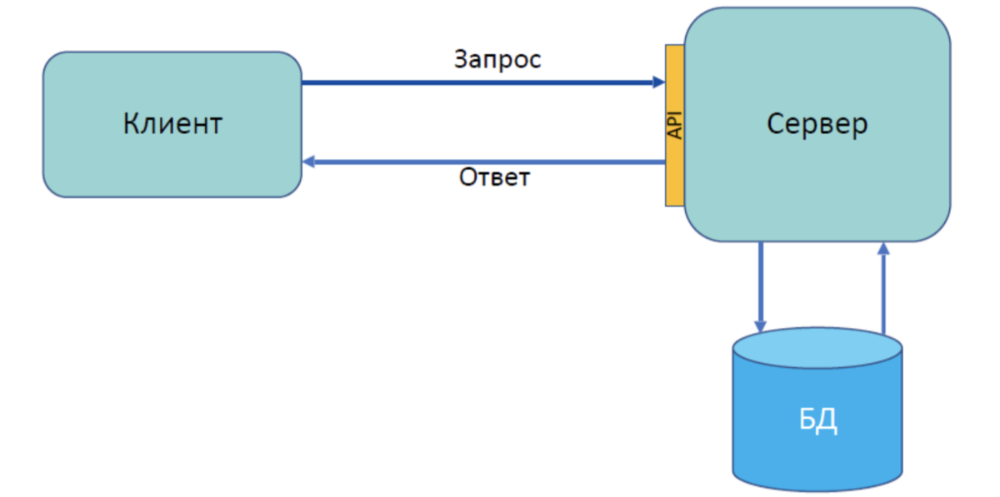 Запрос
Клиент
API
Сервер
Ответ
БД